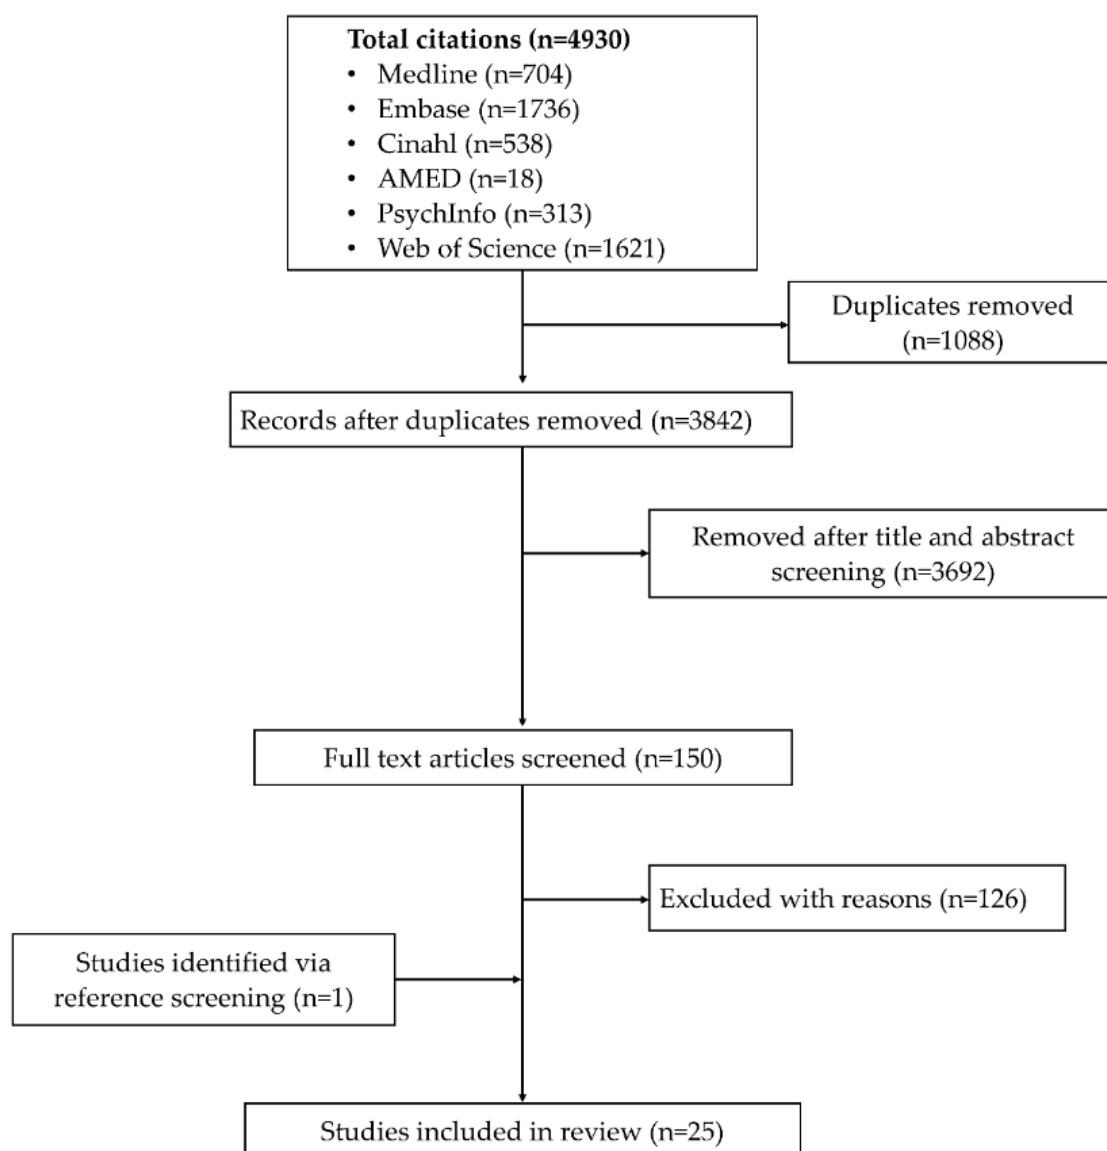 Total citations (n=4930)
• Medline (n=704)
• Embase (n=1736)
• Cinahl (n=538)
• AMED (n=18)
• PsychInfo (n=313)
• Web of Science (n=1621)
Duplicates removed
(n=1088)
Records after duplicates removed (n=3842)
Removed after title and abstract
screening (n=3692)
Full text articles screened (n=150)
Excluded with reasons (n=126)
Studies identified via
reference screening (n=1)
Studies included in review (n=25)